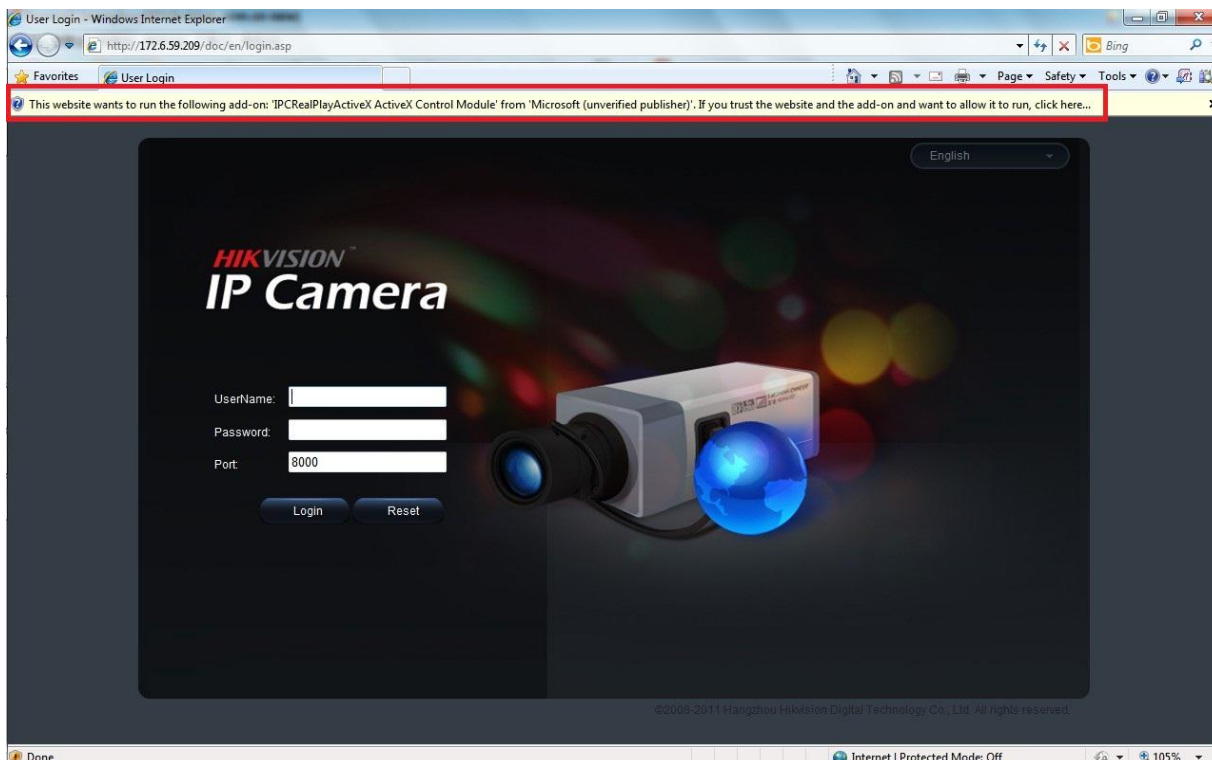 User Login - Windows Internet Explorer
http://172.6.59.209/doc/en/login.asp
Bing
Favorites User Login Page Safety Tools
This website wants to run the following add-on: 'IPCRealPlayActiveX ActiveX Control Module' from 'Microsoft (unverified publisher)'. If you trust the website and the add-on and want to allow it to run, click here...
English
HIKVISION™
IP Camera
UserName:
Password:
Port: 8000
Login Reset
©2008-2011 Hangzhou Hikvision Digital Technology Co., Ltd. All rights reserved.
Done Internet | Protected Mode: Off 105%